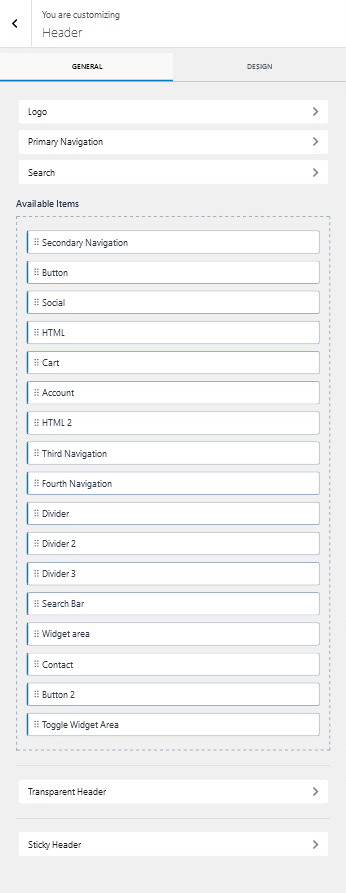 You are customizing
Header
GENERAL
DESIGN
Logo
Primary Navigation
Search
Available Items
Secondary Navigation
Button
Social
HTML
Cart
Account
HTML 2
Third Navigation
Fourth Navigation
Divider
Divider 2
Divider 3
Search Bar
Widget area
Contact
Button 2
Toggle Widget Area
Transparent Header
Sticky Header